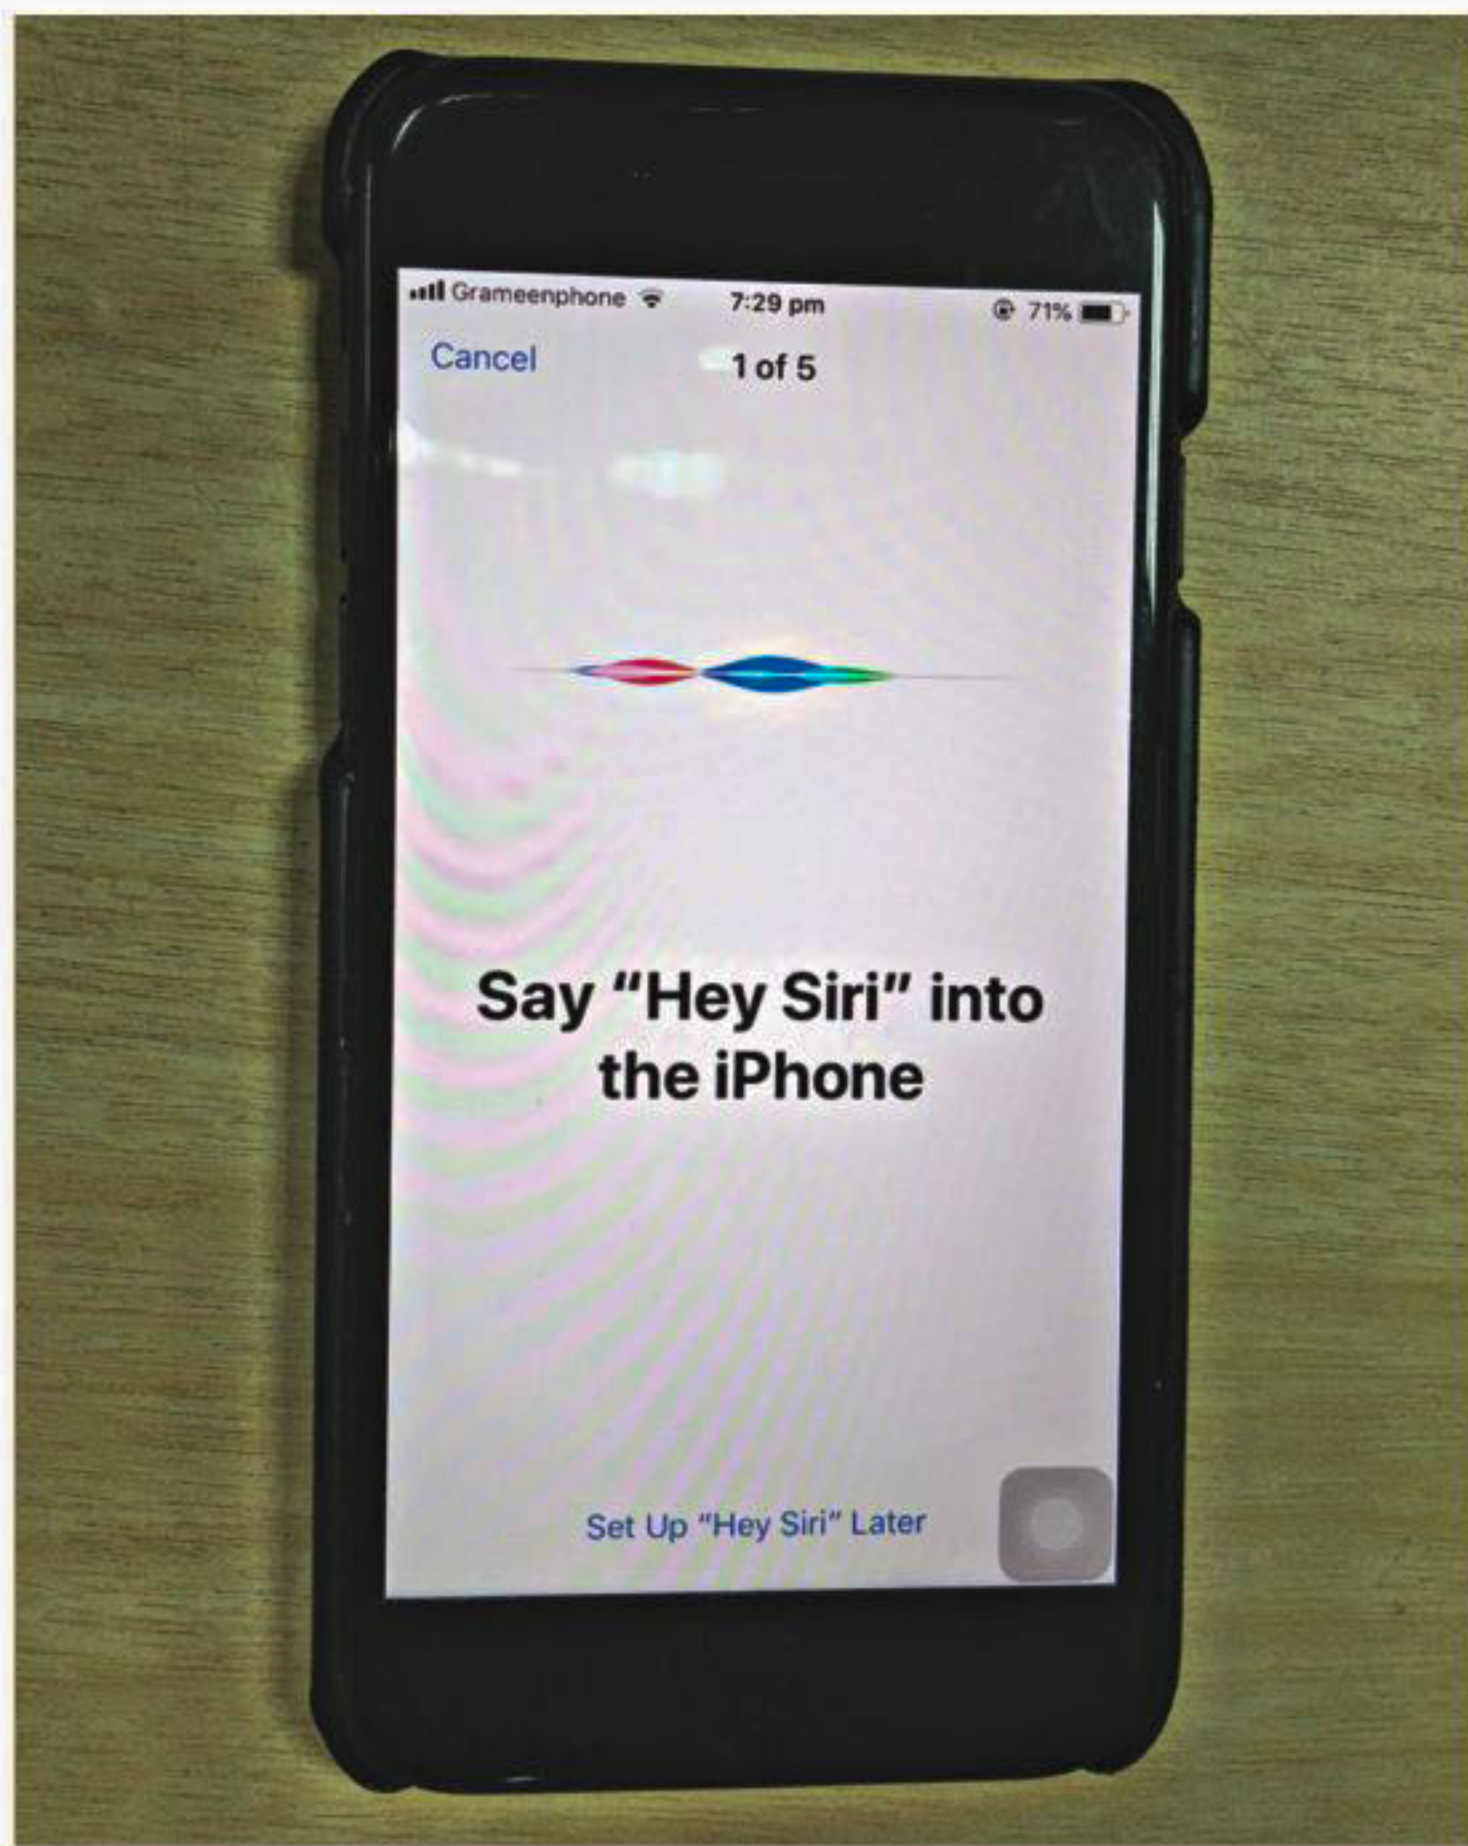 Grameenphone 7:29 pm 71%
Cancel 1 of 5
Say “Hey Siri” into
the iPhone
Set Up “Hey Siri” Later